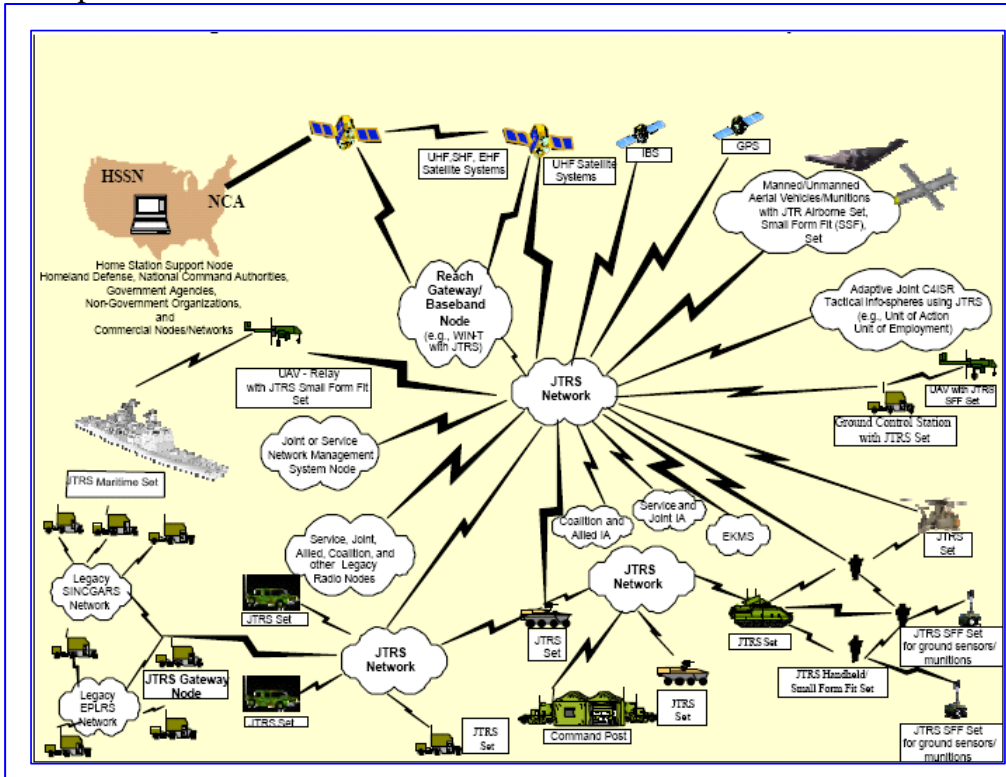 HSSN
NCA
UHF,SHF, EHF
Satellite Systems
UHF Satellite
Systems
IBS
GPS
Manned/Unmanned
Aerial Vehicles/Munitions
with JTR Airborne Set,
Small Form Fit (SSF),
Set
Home Station Support Node
Homeland Defense, National Command Authorities,
Government Agencies,
Non-Government Organizations,
and
Commercial Nodes/Networks
Reach
Gateway/
Baseband
Node
(e.g., WIN-T
with JTRS)
Adaptive Joint C4ISR
Tactical Info-spheres using JTRS
(e.g., Unit of Action
Unit of Employment)
UAV - Relay
with JTRS Small Form Fit
Set
JTRS
Network
UAV with JTRS
SFF Set
Ground Control Station
with JTRS Set
Joint or Service
Network Management
System Node
JTRS Maritime Set
Service, Joint,
Allied, Coalition, and
other Legacy
Radio Nodes
Coalition and
Allied IA
Service and
Joint IA
EKMS
JTRS
Set
Legacy
SINCGARS
Network
JTRS Set
JTRS
Network
JTRS
Set
JTRS Set
JTRS SFF Set
for ground sensors/
munitions
JTRS
Network
JTRS Gateway
Node
JTRS Handheld/
Small Form Fit Set
Legacy
EPLRS
Network
JTRS Set
JTRS
Set
Command Post
JTRS
Set
JTRS SFF Set
for ground sensors/
munitions